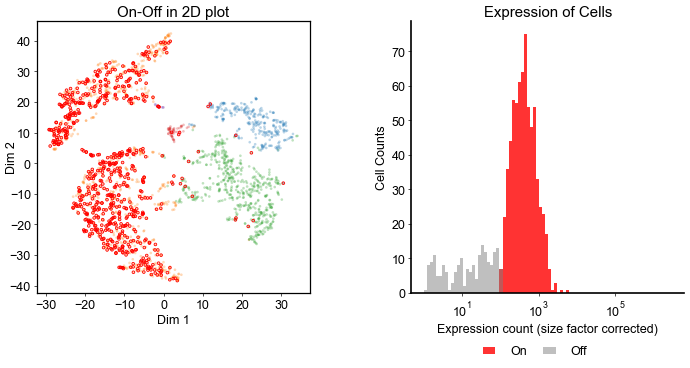 On-Off in 2D plot
Dim 2
40
30
20
10
0
−10
−20
−30
−40
−30 −20 −10 0 10 20 30
Dim 1
Expression of Cells
Cell Counts
70
60
50
40
30
20
10
0
10^1 10^3 10^5
Expression count (size factor corrected)
On Off